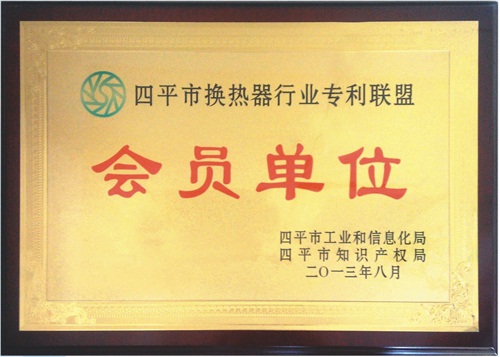 四平市换热器行业专利联盟
会员单位
四平市工业和信息化局
四平市知识产权局
二〇一三年八月